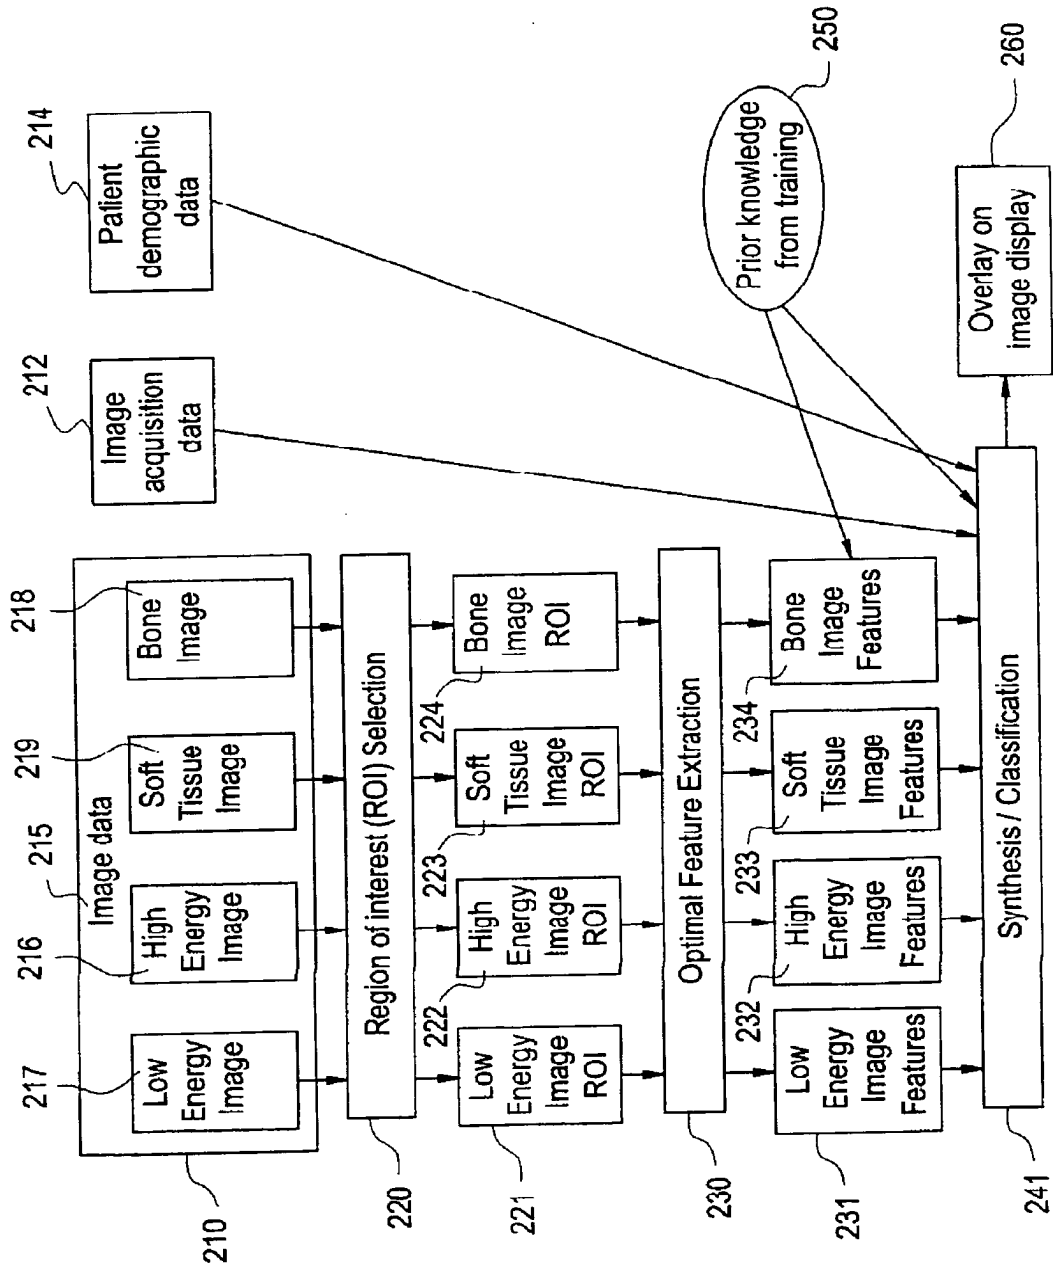 214
Patient
demographic
data
212
Image
acquisition
data
215
Image data
217
Low
Energy
Image
216
High
Energy
Image
219
Soft
Tissue
Image
218
Bone
Image
210
Region of interest (ROI) Selection
220
221
Low
Energy
Image
ROI
222
High
Energy
Image
ROI
223
Soft
Tissue
Image
ROI
224
Bone
Image
ROI
Optimal Feature Extraction
230
231
Low
Energy
Image
Features
232
High
Energy
Image
Features
233
Soft
Tissue
Image
Features
234
Bone
Image
Features
250
Prior knowledge
from training
Synthesis / Classification
241
260
Overlay on
image display